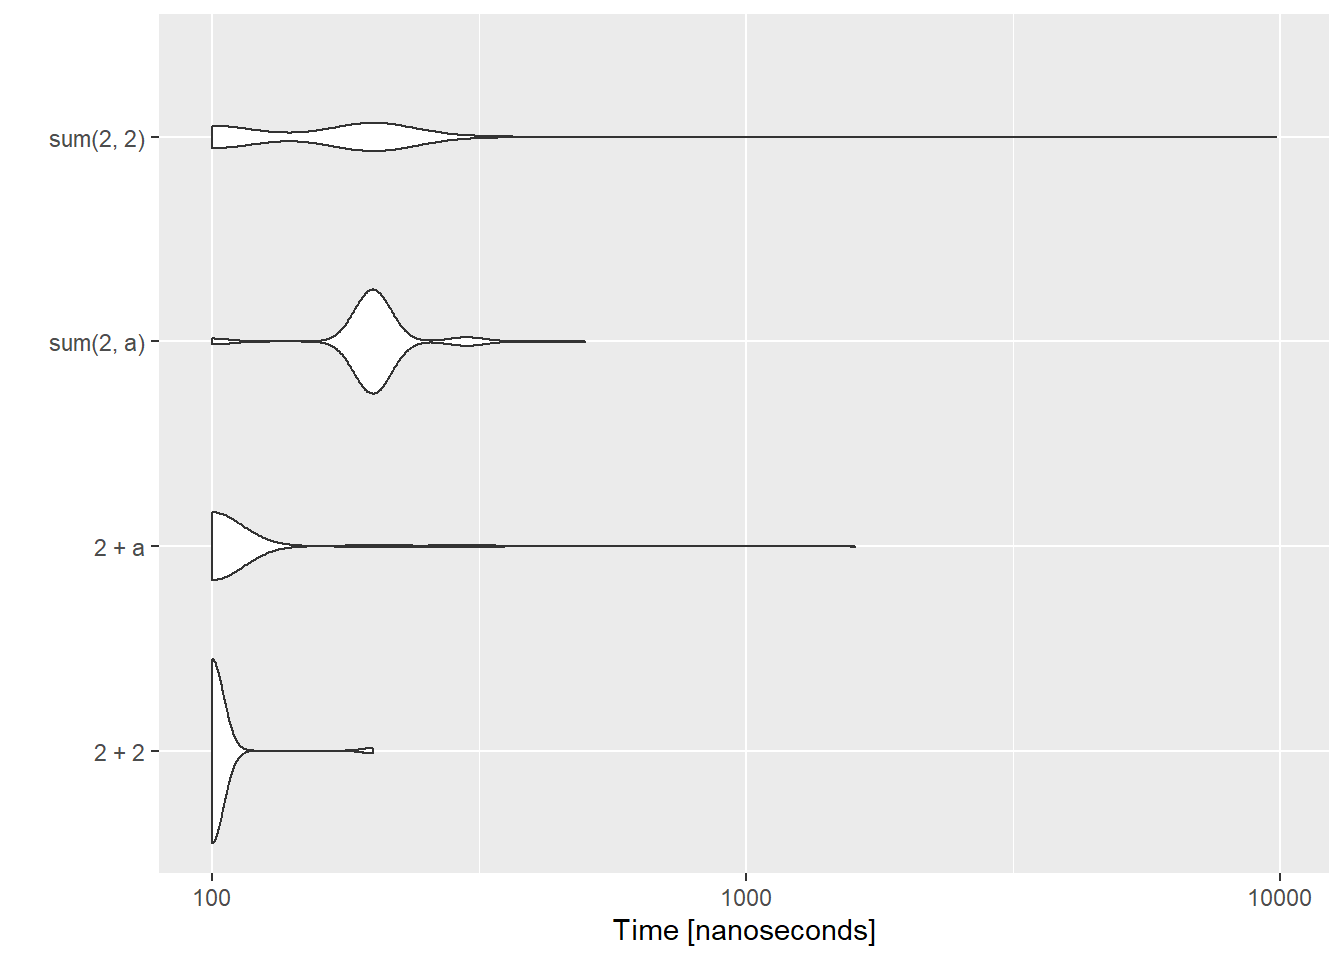 sum(2, 2)
sum(2, a)
2 + a
2 + 2
100 1000 10000
Time [nanoseconds]